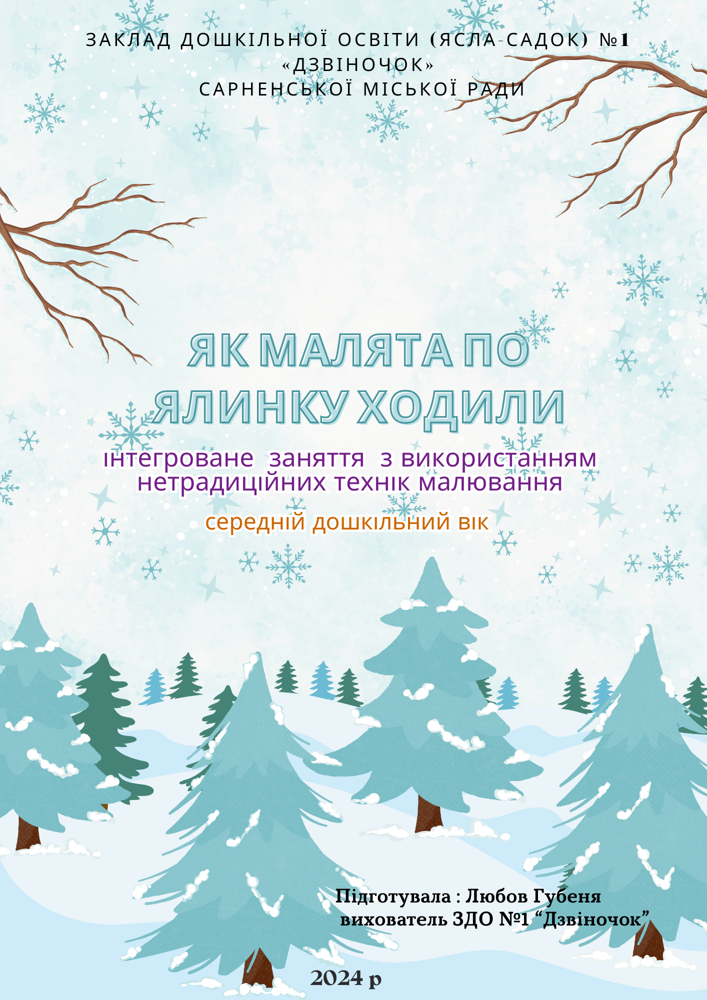 ЗАКЛАД ДОШКІЛЬНОЇ ОСВІТИ (ЯСЛА-САДОК) №1
«ДЗВІНОЧОК»
САРНЕНСЬКОЇ МІСЬКОЇ РАДИ
ЯК МАЛЯТА ПО
ЯЛИНКУ ХОДИЛИ
інтегроване заняття з використанням
нетрадиційних технік малювання
середній дошкільний вік
Підготувала : Любов Губеня
вихователь ЗДО №1 “Дзвіночок”
2024 р